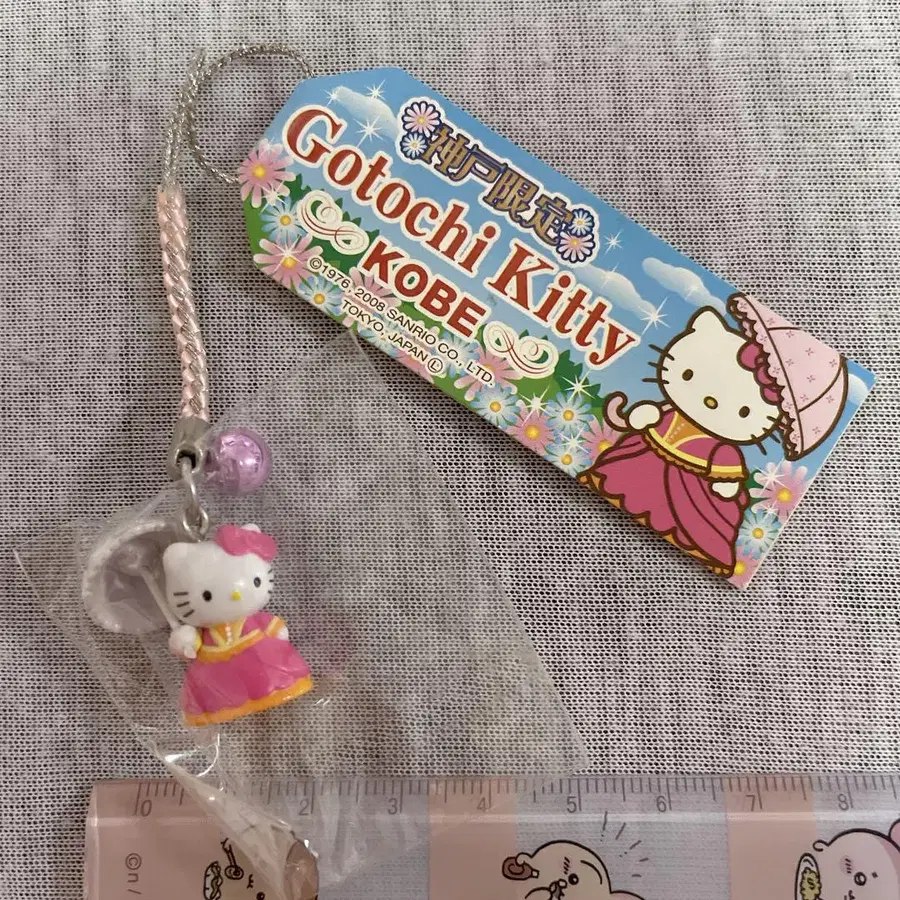 神戸限定
Gotochi Kitty
KOBE
©1976, 2008 SANRIO CO., LTD.
TOKYO, JAPAN Ⓛ
0 1 2 3 4 5 6 7 8
©n/